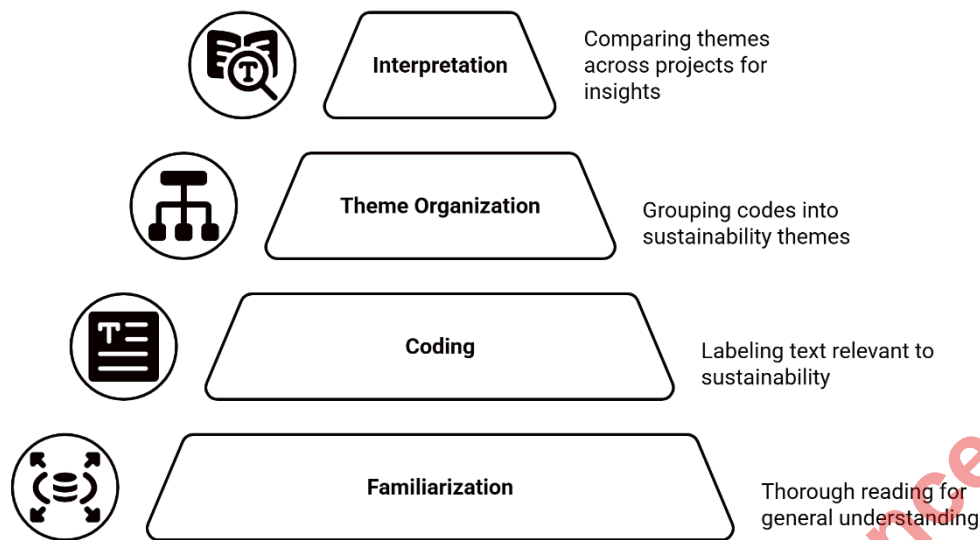 Interpretation
Comparing themes
across projects for
insights
Theme Organization
Grouping codes into
sustainability themes
Coding
Labeling text relevant to
sustainability
Familiarization
Thorough reading for
general understanding